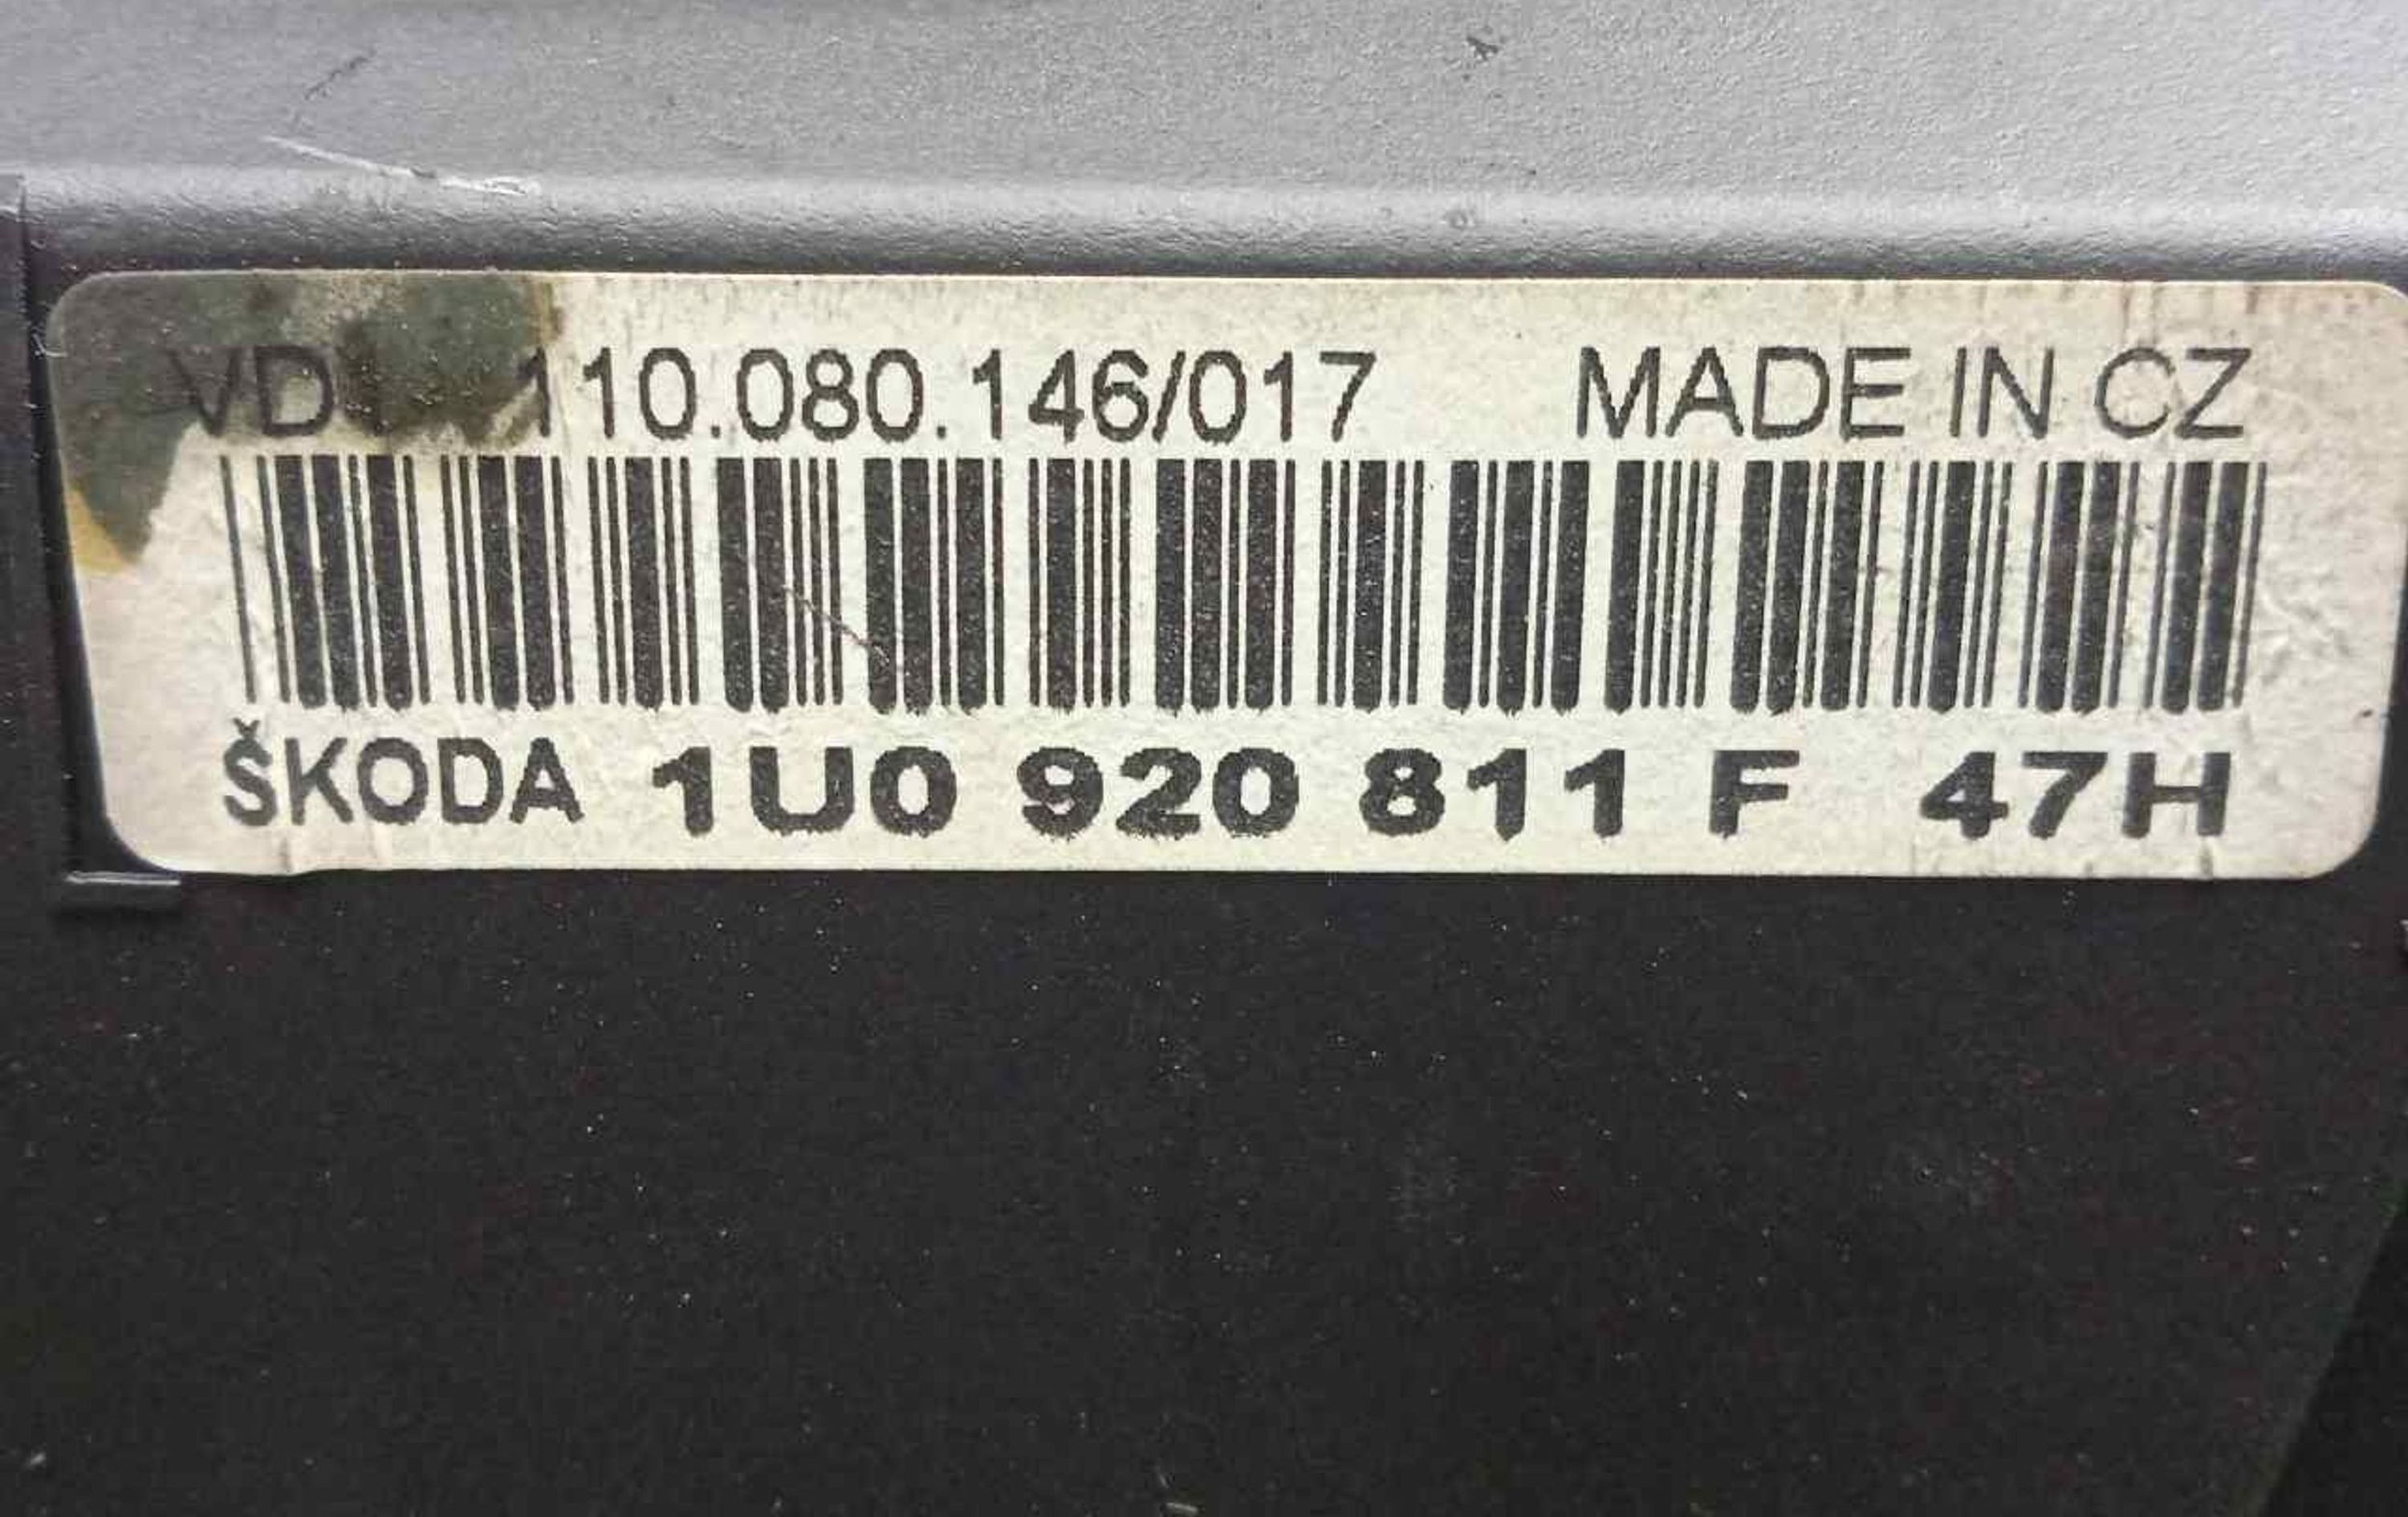 110.080.146/017 MADE IN CZ
ŠKODA 1U0 920 811 F 47H